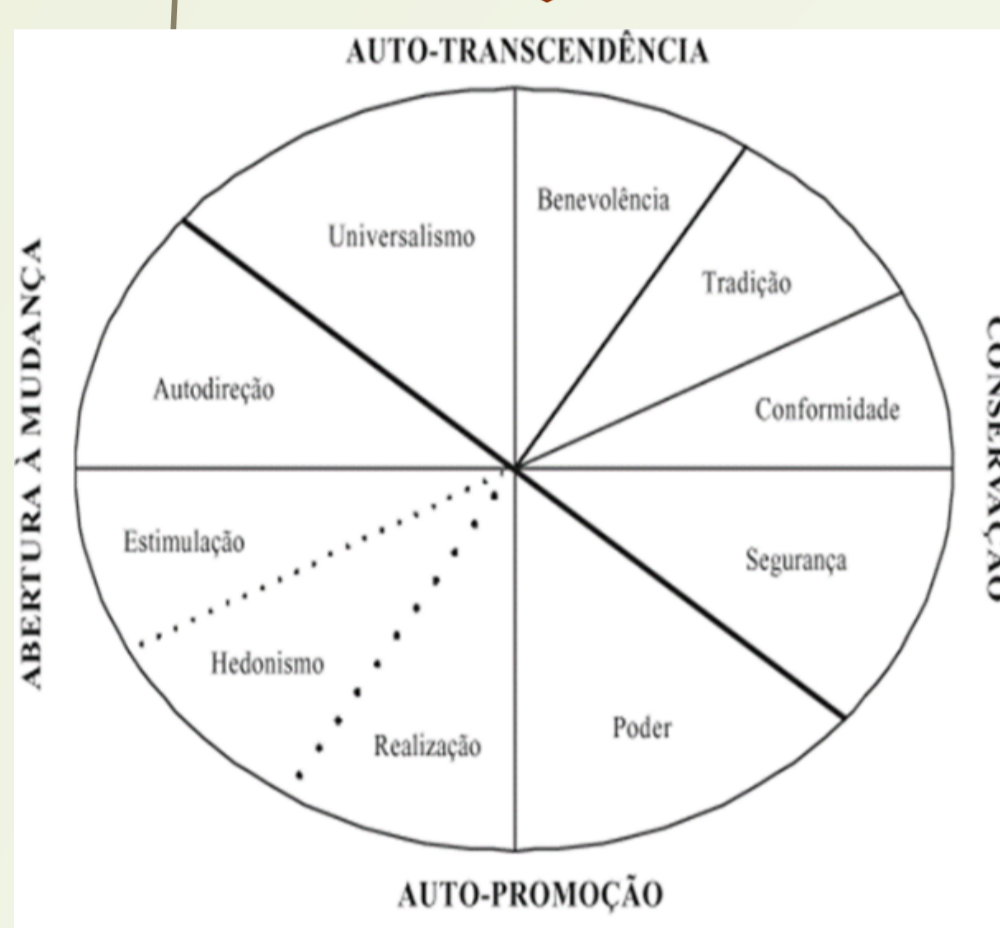 AUTO-TRANSCENDÊNCIA
Benevolência
Universalismo
Tradição
ABERTURA À MUDANÇA
CONSERVAÇÃO
Autodireção
Conformidade
Estimulação
Segurança
Hedonismo
Poder
Realização
AUTO-PROMOÇÃO